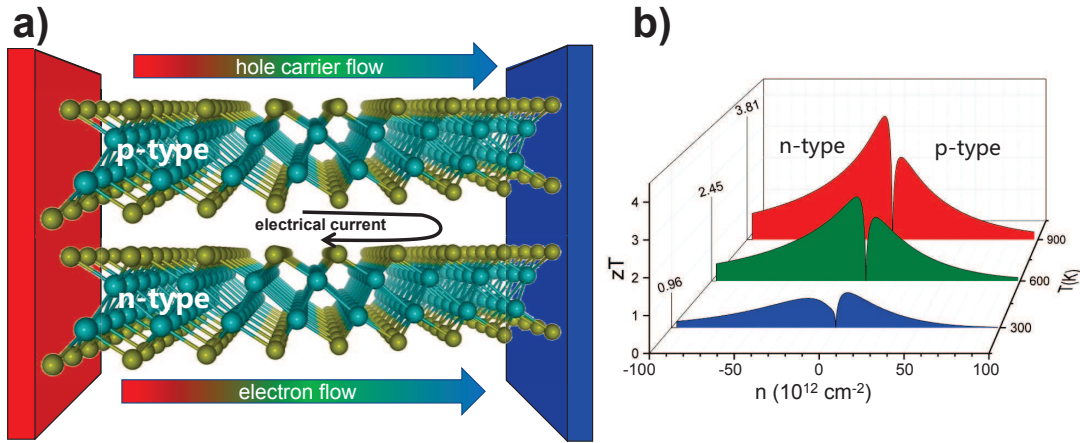 a)
hole carrier flow
p-type
electrical current
n-type
electron flow
b)
3.81
n-type
p-type
2.45
0.96
zT
4
3
2
1
0
-100
-50
0
50
100
n (10¹² cm⁻²)
300
600
900
T(K)